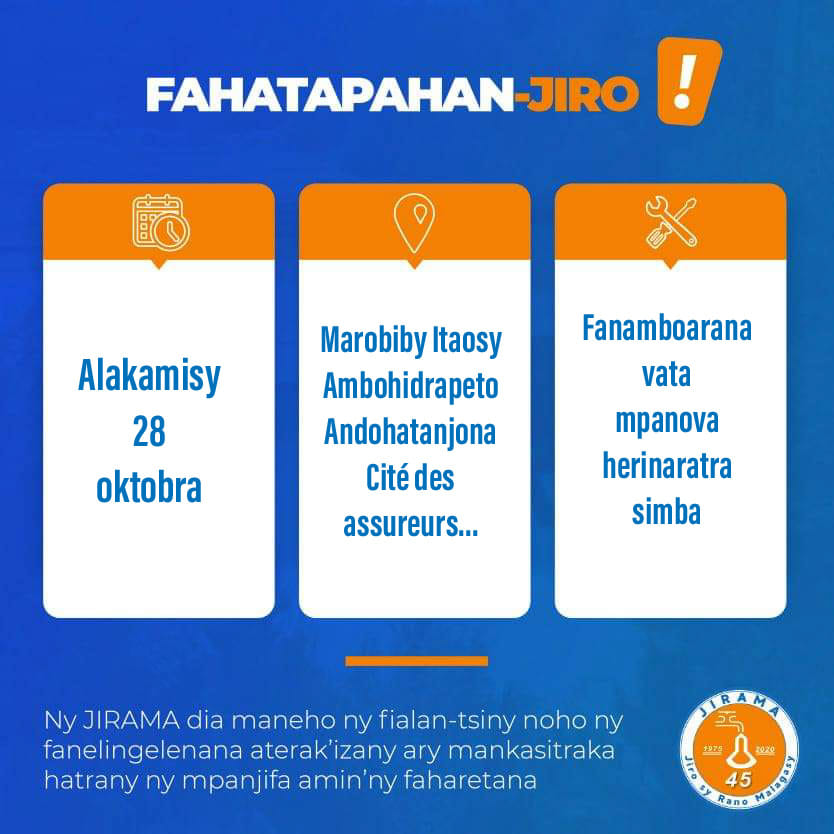 FAHATAPAHAN-JIRO !
Alakamisy
28
oktobra
Marobiby Itaosy
Ambohidrapeto
Andohatanjona
Cité des
assureurs...
Fanamboarana
vata
mpanova
herinaratra
simba
Ny JIRAMA dia maneho ny fialan-tsiny noho ny
fanelingelenana aterak'izany ary mankasitraka
hatrany ny mpanjifa amin'ny faharetana
JIRAMA
1975 2020
45
Jiro sy Rano Malagasy